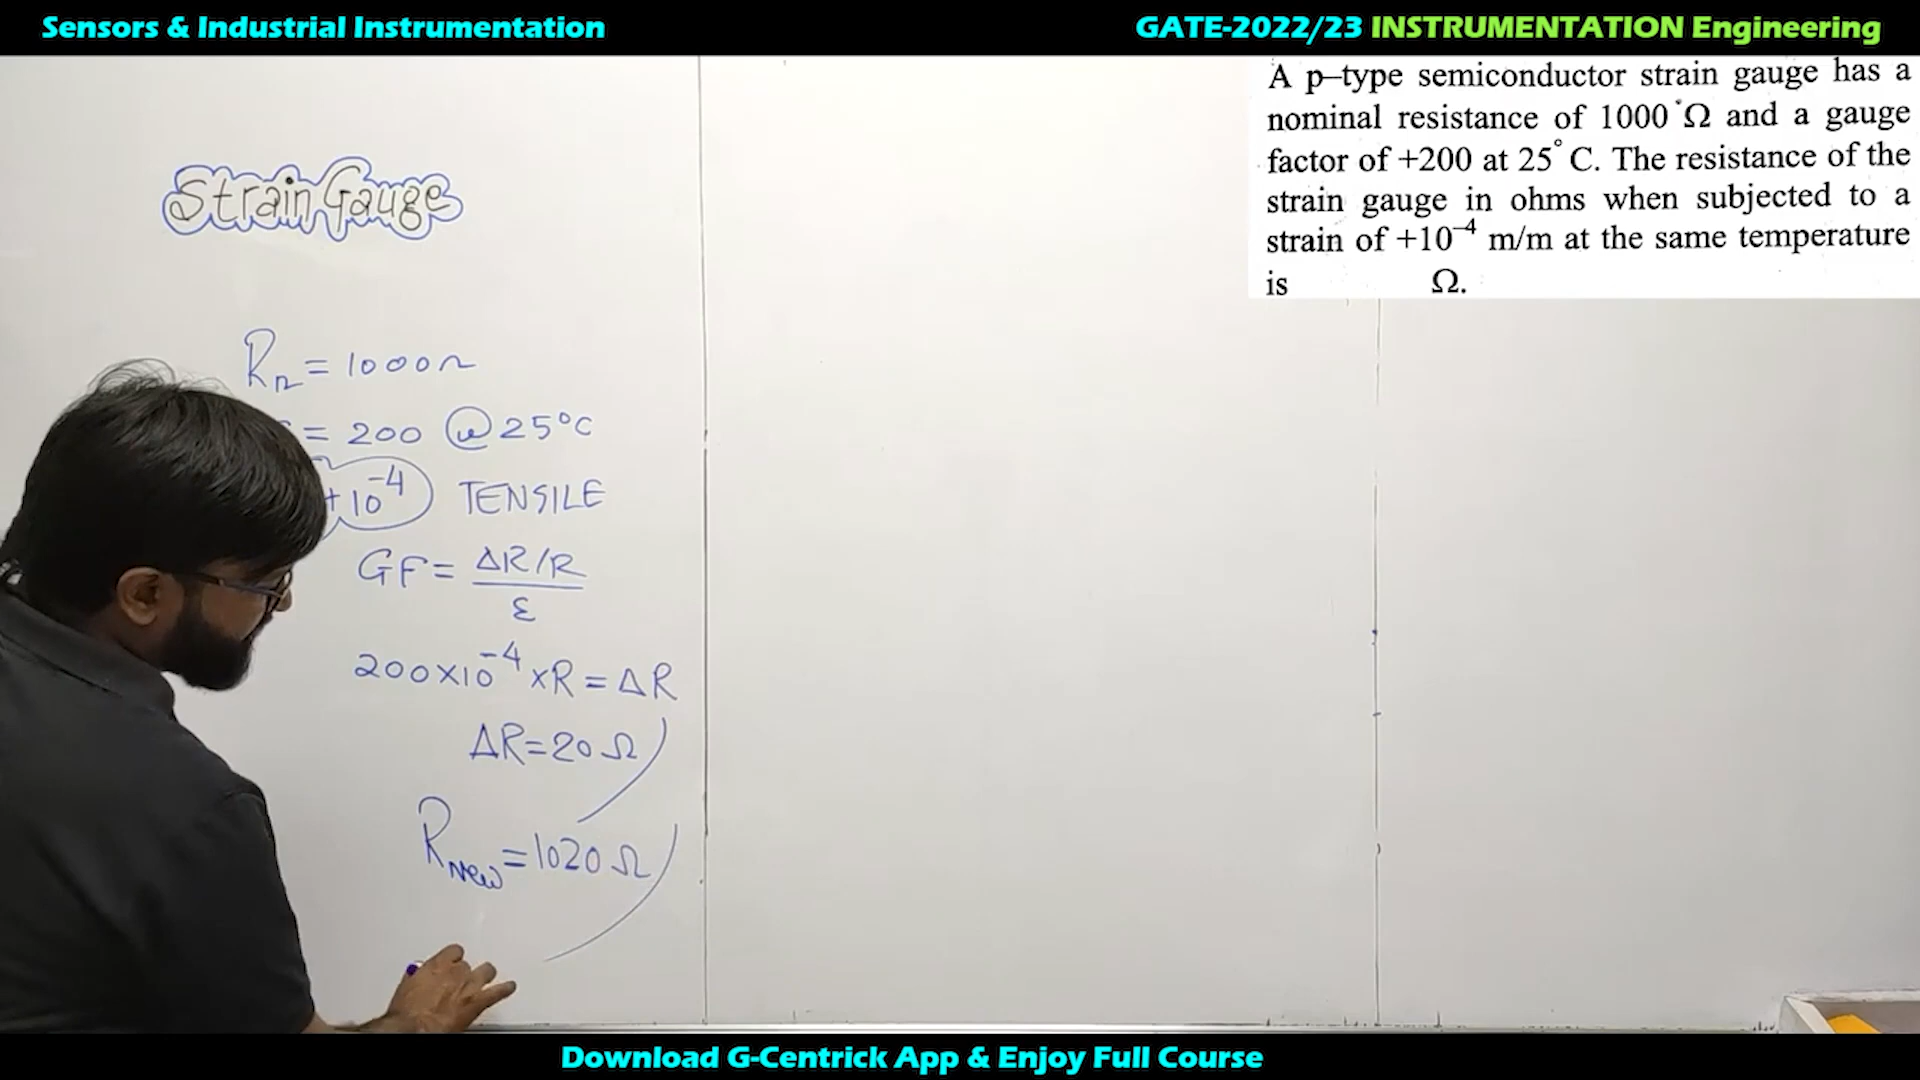 Sensors & Industrial Instrumentation
GATE-2022/23 INSTRUMENTATION Engineering
A p–type semiconductor strain gauge has a
nominal resistance of 1000 Ω and a gauge
factor of +200 at 25° C. The resistance of the
strain gauge in ohms when subjected to a
strain of +10⁻⁴ m/m at the same temperature
is Ω.
Strain Gauge
Rn = 1000Ω
= 200 @ 25°C
+10⁻⁴ TENSILE
GF = ΔR/R
ε
200×10⁻⁴ ×R = ΔR
ΔR=20 Ω
RNew = 1020 Ω
Download G-Centrick App & Enjoy Full Course